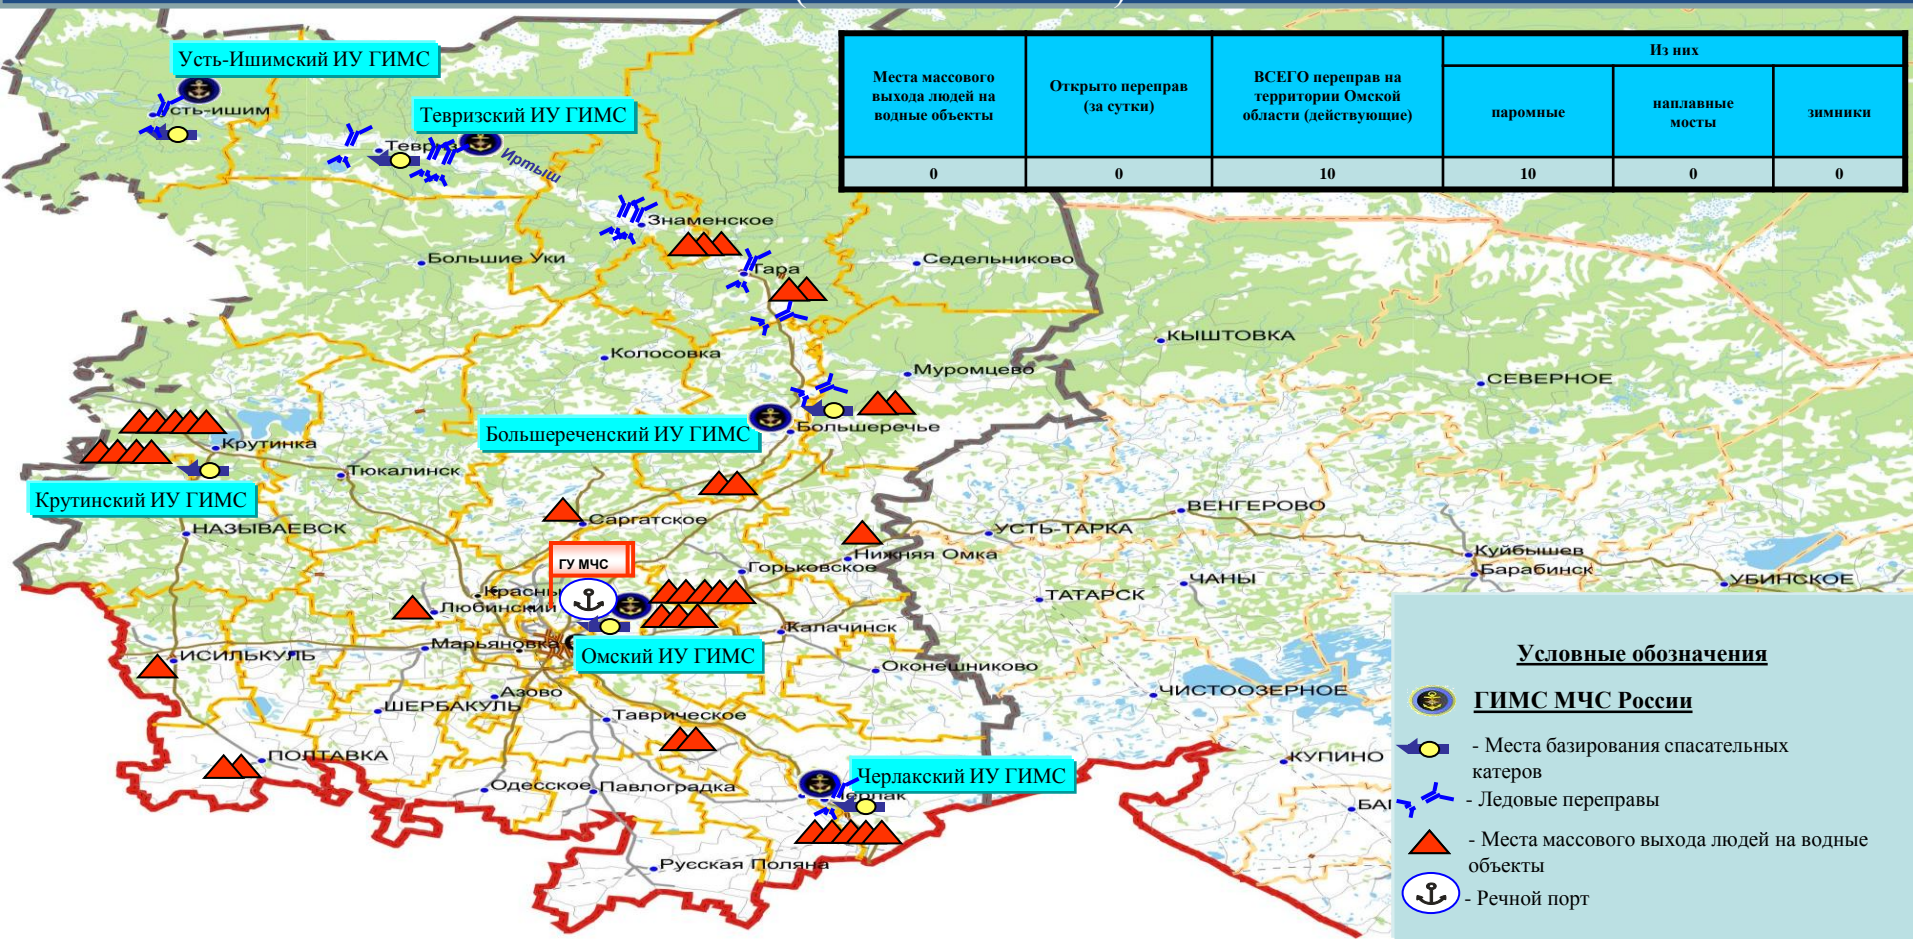 Усть-Ишимский ИУ ГИМС
Тевризский ИУ ГИМС
Места массового
выхода людей на
водные объекты
Открыто переправ
(за сутки)
ВСЕГО переправ на
территории Омской
области (действующие)
Из них
паромные
наплавные
мосты
зимники
0
0
10
10
0
0
Иртыш
Знаменское
Большие Уки
Тара
Седельниково
КЫШТОВКА
Колосовка
Муромцево
СЕВЕРНОЕ
Большереченский ИУ ГИМС
Большеречье
Крутинка
Тюкалинск
Крутинский ИУ ГИМС
НАЗЫВАЕВСК
Саргатское
ВЕНГЕРОВО
УСТЬ-ТАРКА
Нижняя Омка
Куйбышев
Барабинск
ГУ МЧС
Горьковское
ЧАНЫ
УБИНСКОЕ
ТАТАРСК
Любинский
Калачинск
Марьяновка
Омский ИУ ГИМС
ИСИЛЬКУЛЬ
Оконешниково
Азово
ЧИСТООЗЕРНОЕ
ШЕРБАКУЛЬ
Таврическое
ПОЛТАВКА
КУПИНО
Черлакский ИУ ГИМС
Одесское
Павлоградка
Русская Поляна
Условные обозначения
ГИМС МЧС России
- Места базирования спасательных
катеров
- Ледовые переправы
- Места массового выхода людей на водные
объекты
- Речной порт